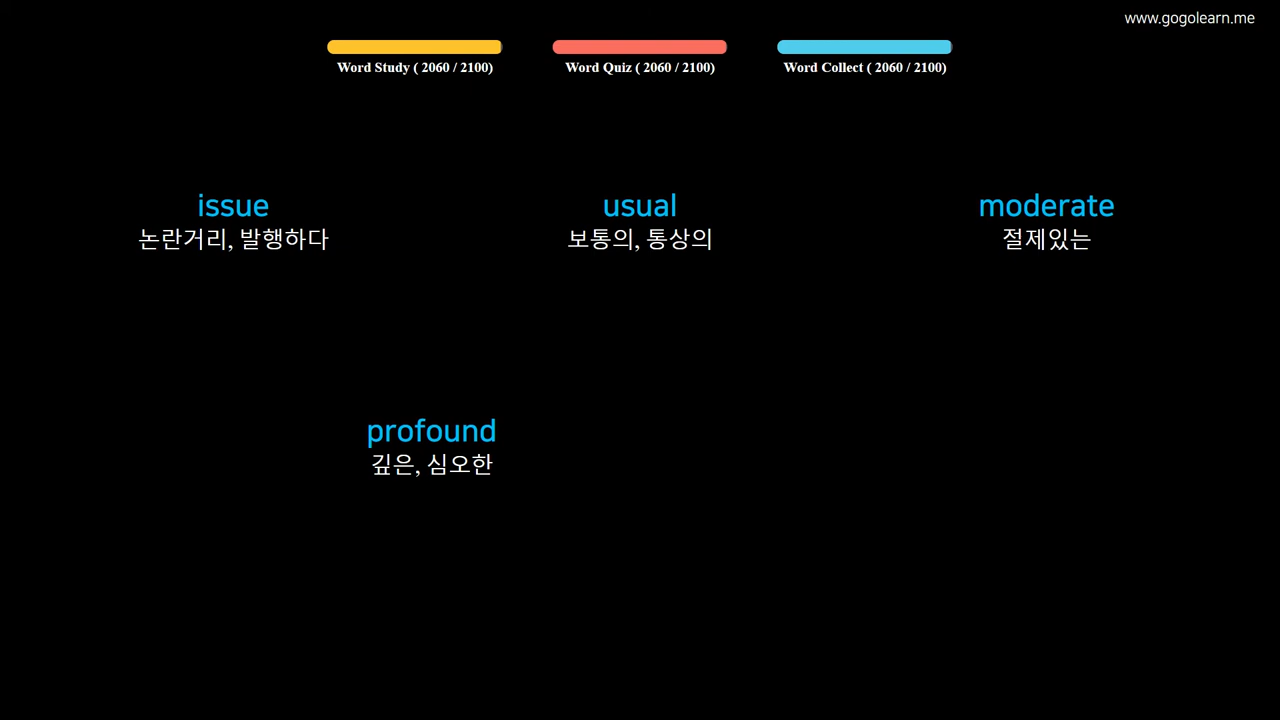 www.gogolearn.me
Word Study ( 2060 / 2100)
Word Quiz ( 2060 / 2100)
Word Collect ( 2060 / 2100)
issue
논란거리, 발행하다
usual
보통의, 통상의
moderate
절제있는
profound
깊은, 심오한